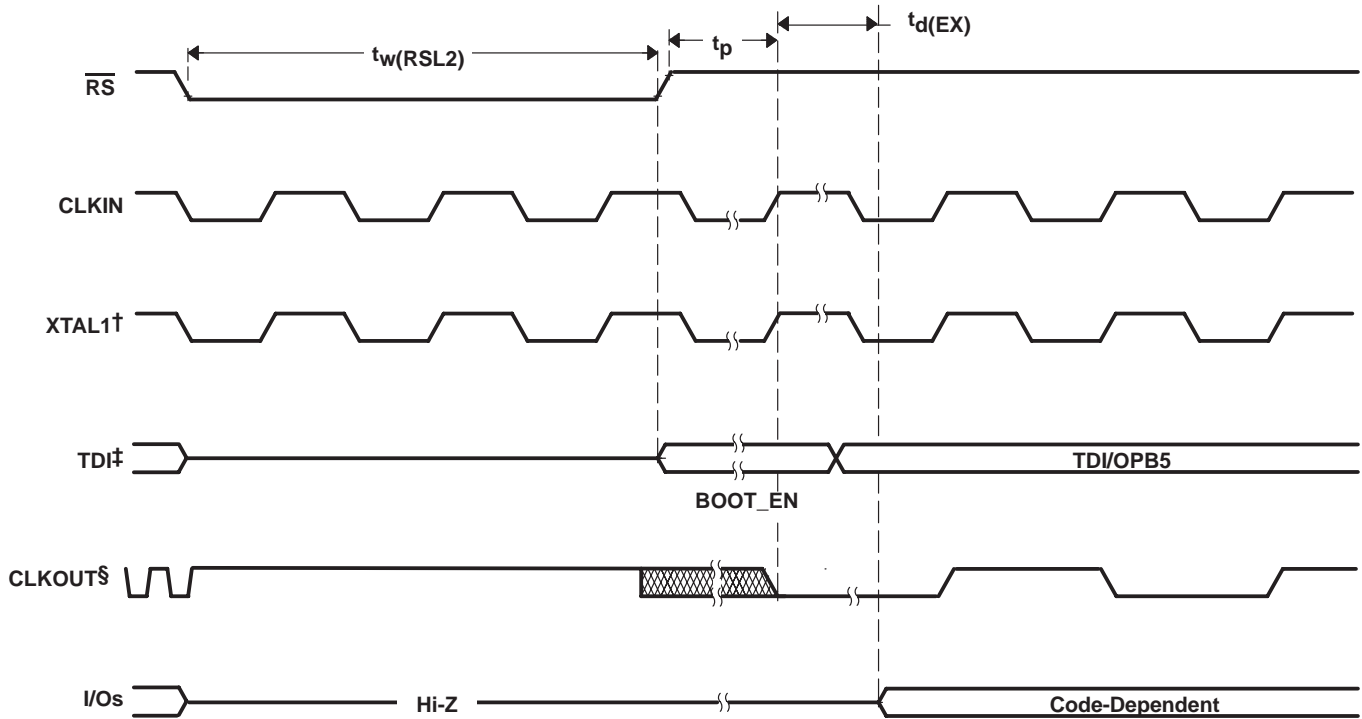 td(EX)
tp
tw(RSL2)
RS
CLKIN
XTAL1†
TDI‡
TDI/OPB5
BOOT_EN
CLKOUT§
I/Os
Hi-Z
Code-Dependent